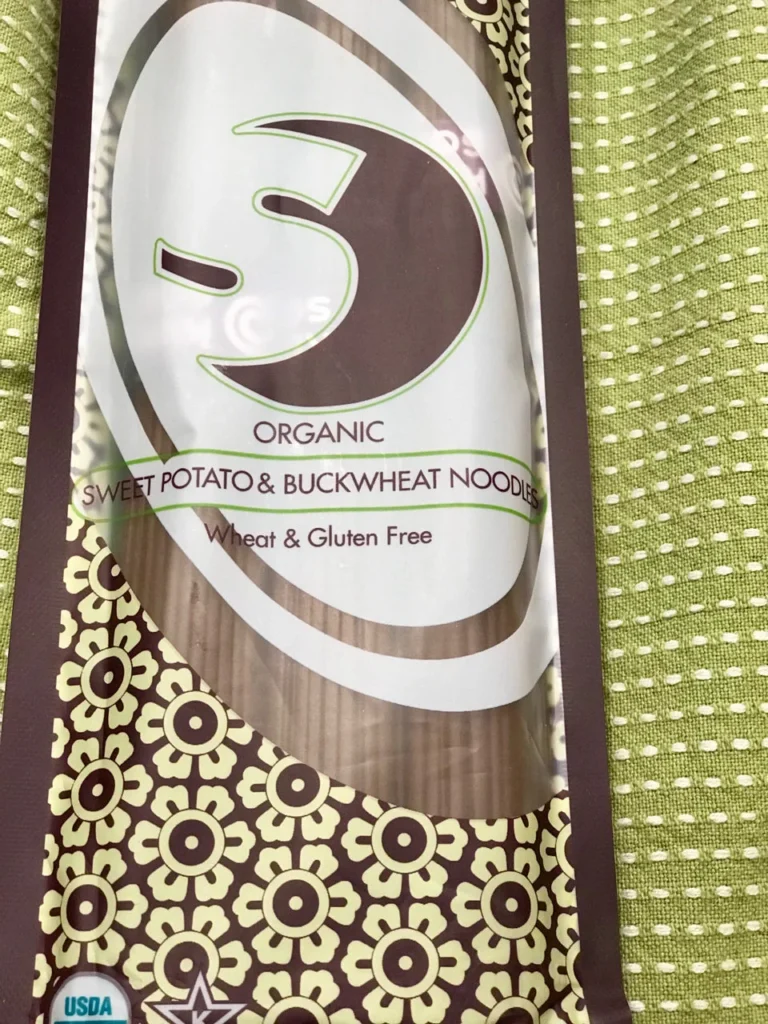 ORGANIC
SWEET POTATO & BUCKWHEAT NOODLES
Wheat & Gluten Free
USDA
K